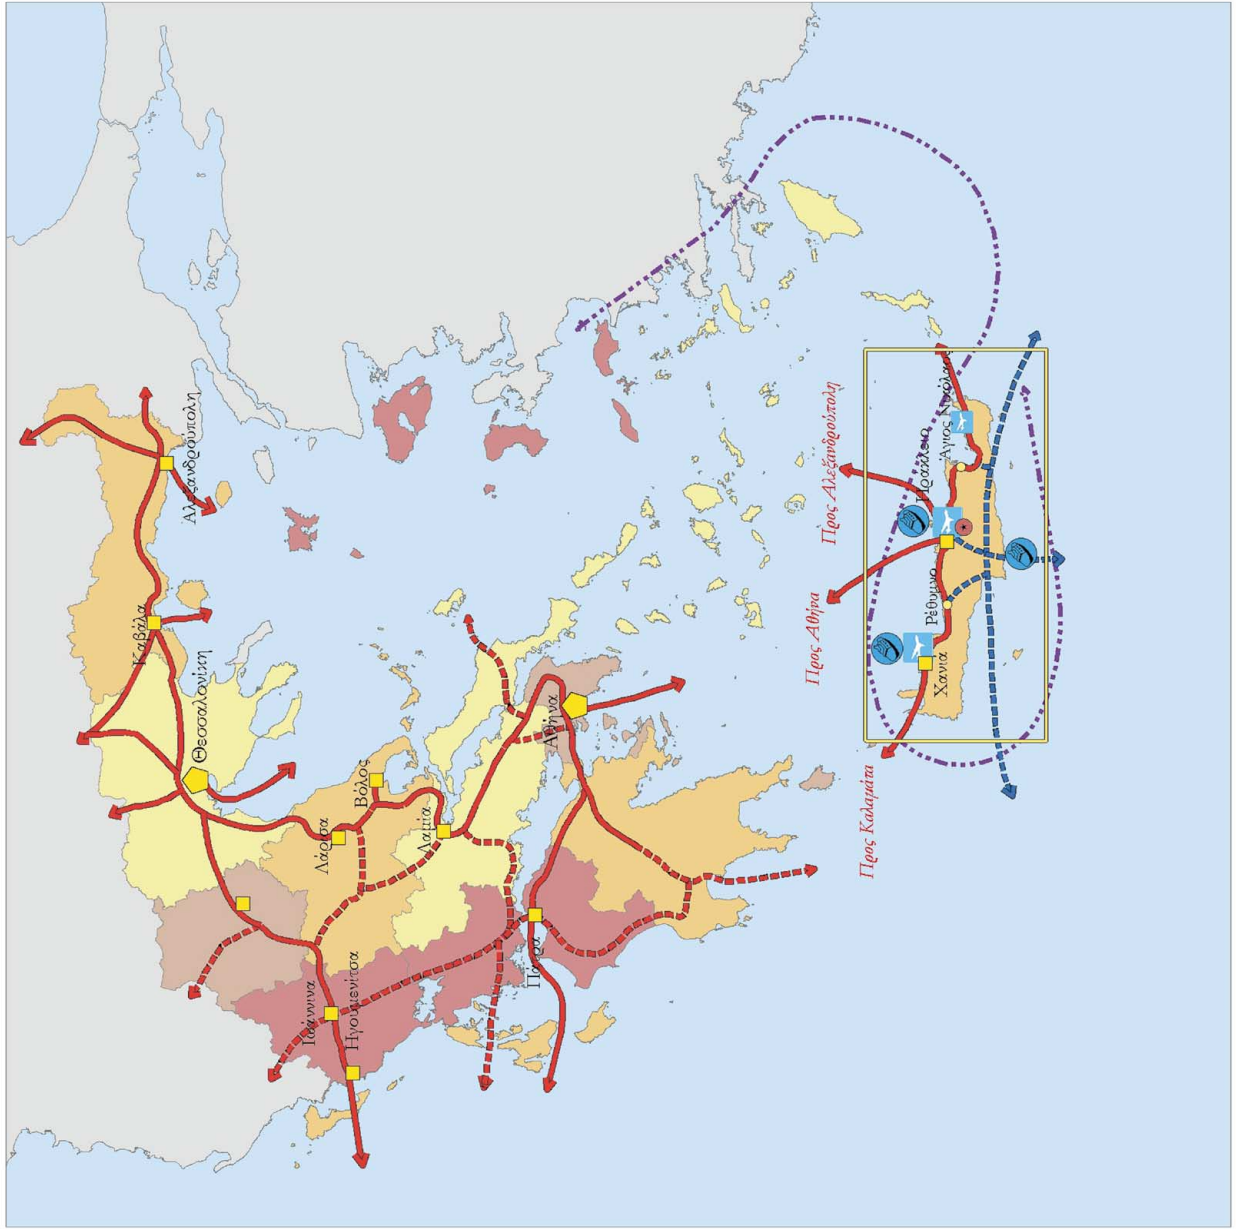 Αλεξανδρούπολη
Καβάλα
Θεσσαλονίκη
Βόλος
Λάρισα
Λαμία
Αθήνα
Ιωάννινα
Ηγουμενίτσα
Πάτρα
Προς Αλεξανδρούπολη
Προς Αθήνα
Προς Καλαμάτα
Χανιά
Ρέθυμνο
Ηράκλειο
Άγιος Νικόλαος